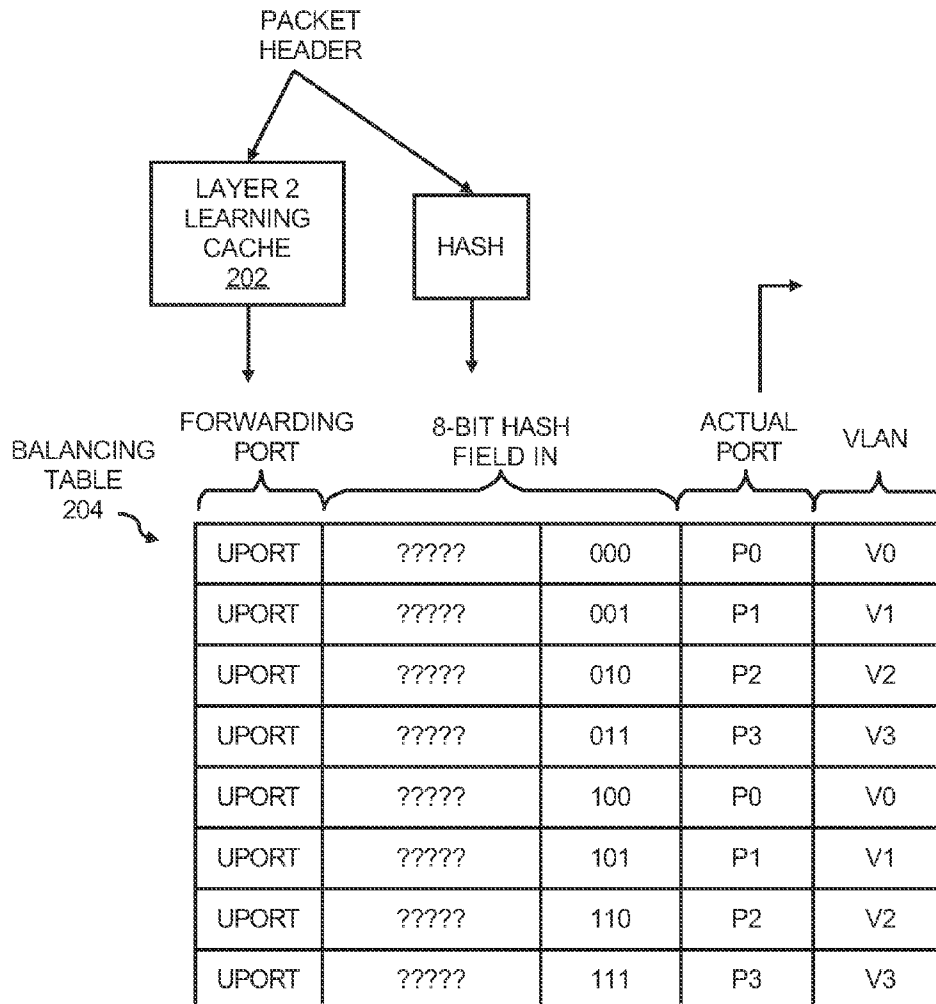 PACKET
HEADER
LAYER 2
LEARNING
CACHE
202
HASH
FORWARDING
PORT
8-BIT HASH
FIELD IN
ACTUAL
PORT
VLAN
BALANCING
TABLE
204
UPORT ????? 000 P0 V0
UPORT ????? 001 P1 V1
UPORT ????? 010 P2 V2
UPORT ????? 011 P3 V3
UPORT ????? 100 P0 V0
UPORT ????? 101 P1 V1
UPORT ????? 110 P2 V2
UPORT ????? 111 P3 V3